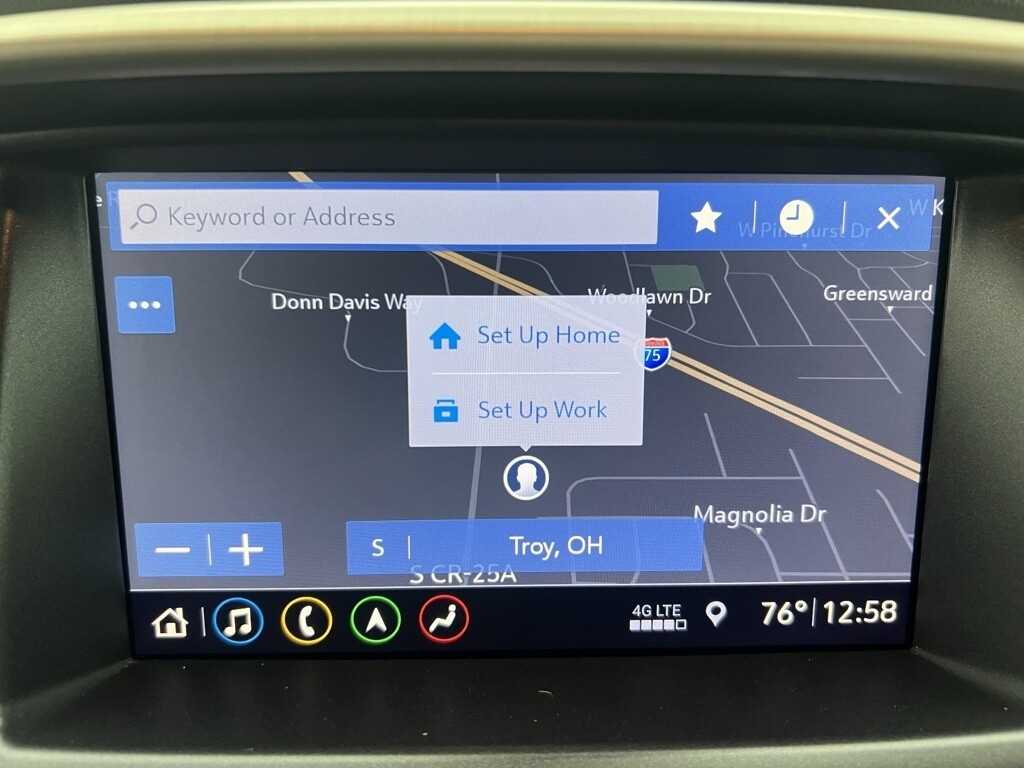 Keyword or Address
W K
W Pinehurst Dr
Donn Davis Way
Woodlawn Dr
Greensward
Set Up Home
75
Set Up Work
Magnolia Dr
S | Troy, OH
S CR-25A
4G LTE
76° | 12:58